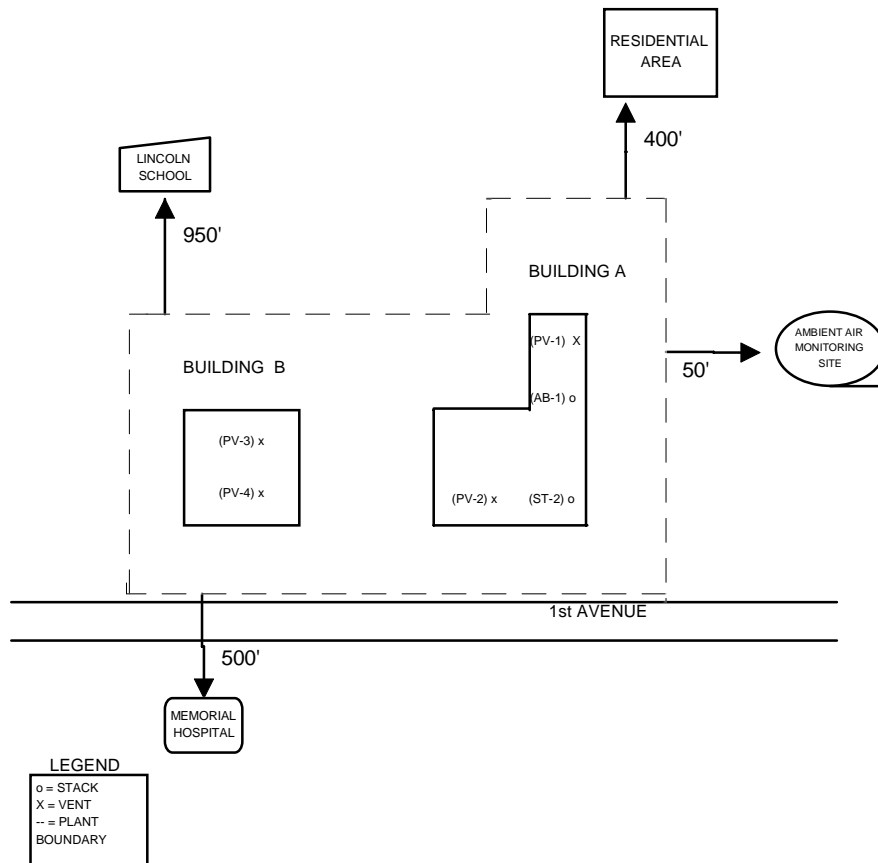 RESIDENTIAL
AREA
400'
LINCOLN
SCHOOL
950'
BUILDING A
(PV-1) X
AMBIENT AIR
MONITORING
SITE
50'
BUILDING B
(AB-1) o
(PV-3) x
(PV-4) x
(PV-2) x
(ST-2) o
1st AVENUE
500'
MEMORIAL
HOSPITAL
LEGEND
o = STACK
X = VENT
-- = PLANT
BOUNDARY